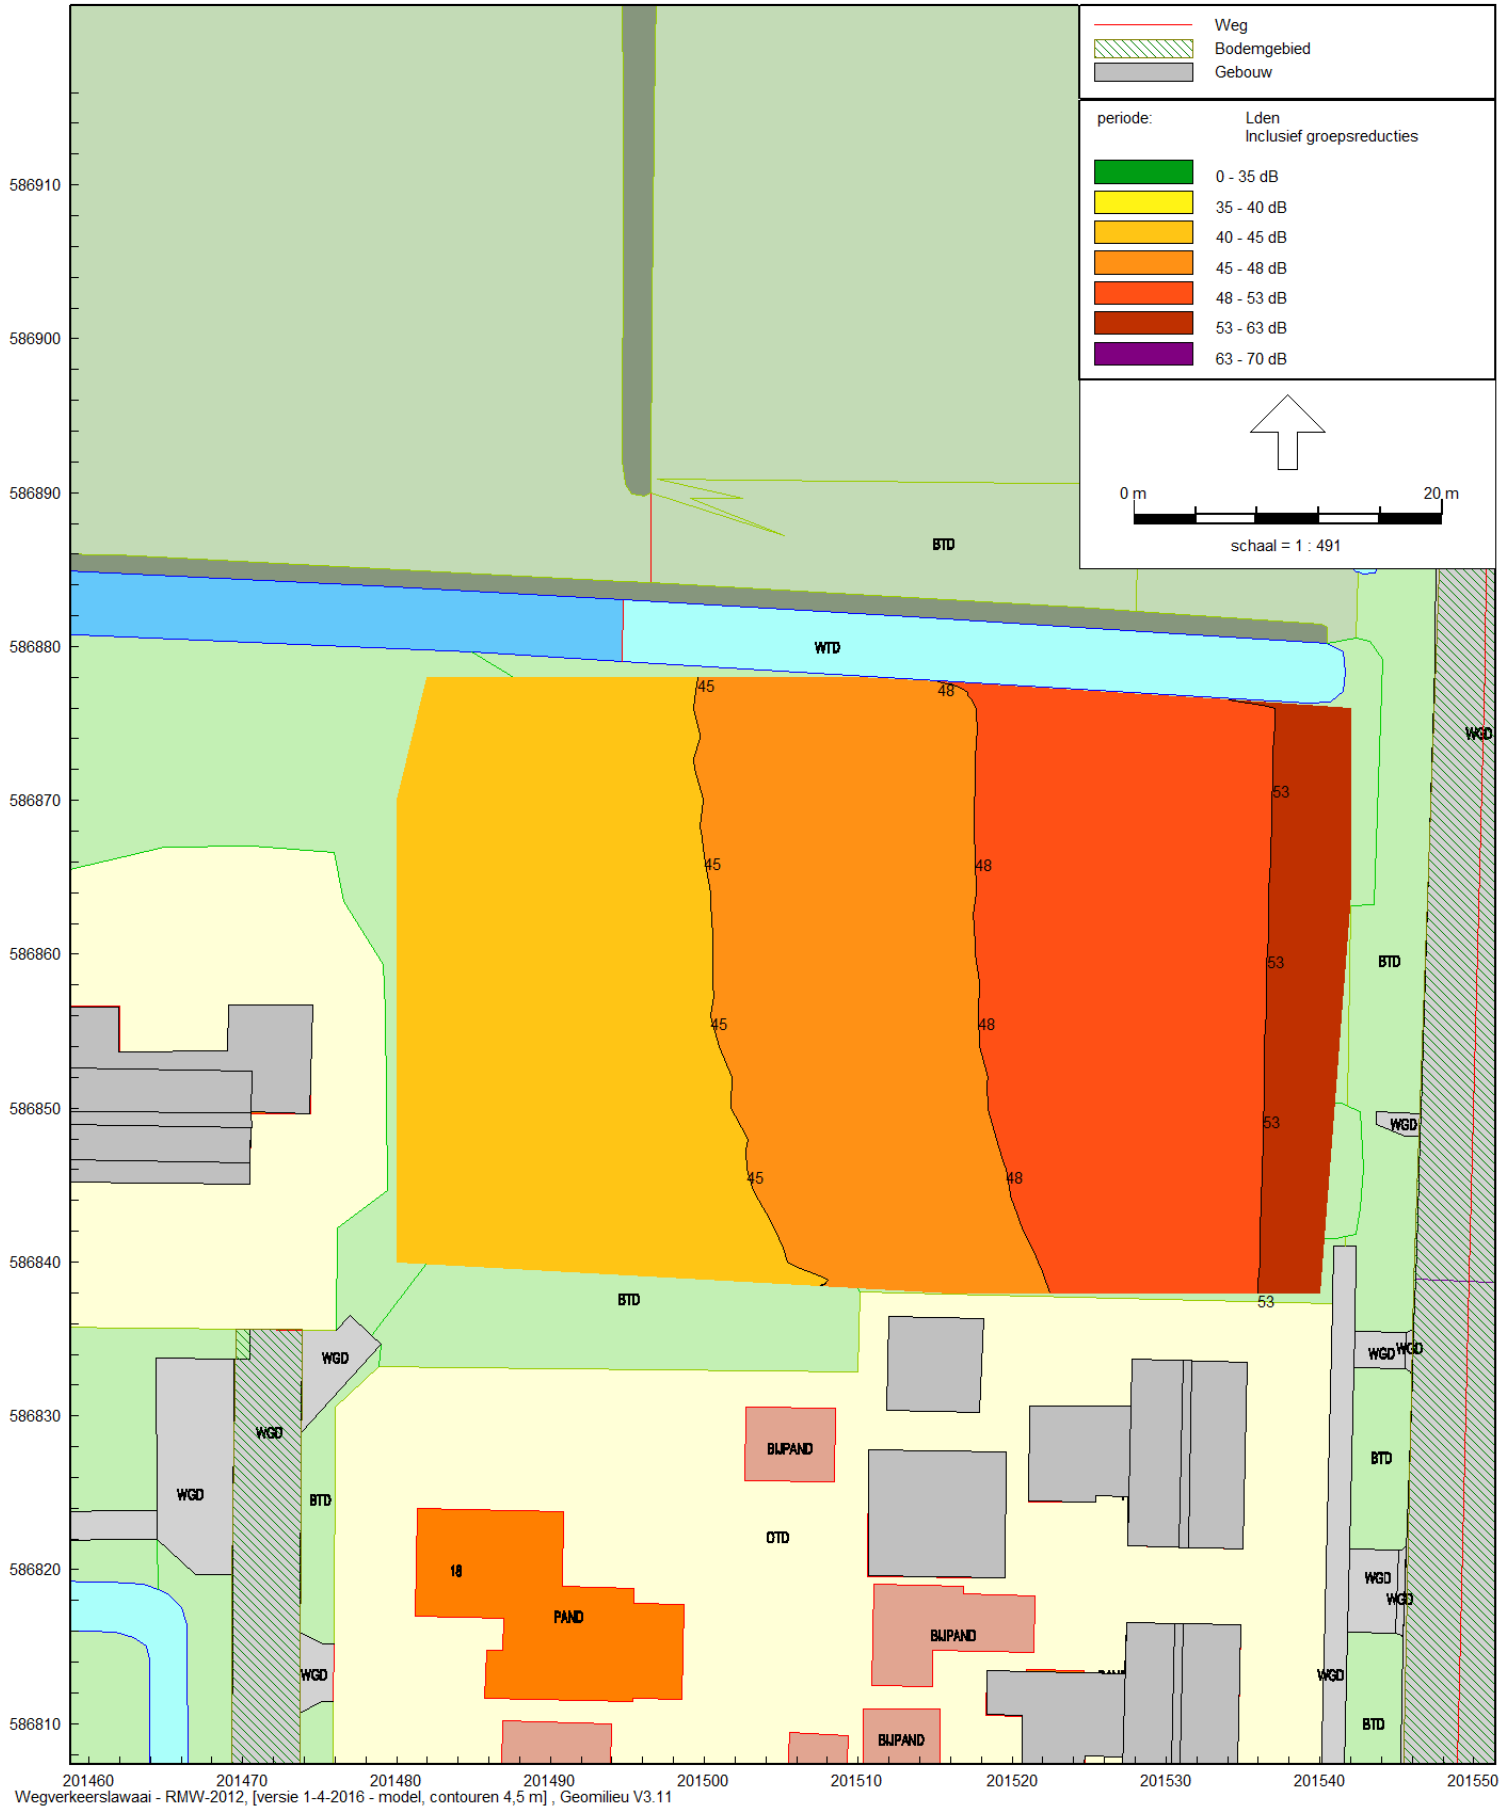 Weg
Bodemgebied
Gebouw
periode: Lden
Inclusief groepsreducties
0 - 35 dB
35 - 40 dB
40 - 45 dB
45 - 48 dB
48 - 53 dB
53 - 63 dB
63 - 70 dB
0 m 20 m
schaal = 1 : 491
586910
586900
586890
BTD
586880
WTD
45
48
WGD
586870
53
45
48
586860
53
BTD
45
48
586850
53
WGD
45
48
586840
BTD
53
WGD
WGD WGD
586830
WGD
BIJPAND
BTD
WGD
BTD
OTD
586820
18
WGD
WGD
PAND
BIJPAND
WGD
WGD
586810
BTD
BIJPAND
201460 201470 201480 201490 201500 201510 201520 201530 201540 201550
Wegverkeerslawaai - RMW-2012, [versie 1-4-2016 - model, contouren 4,5 m] , Geomilieu V3.11